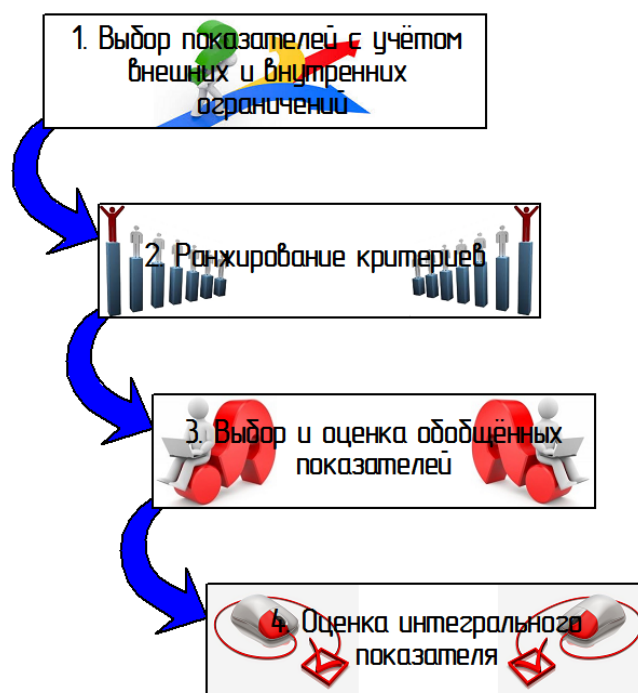 1. Выбор показателей с учётом
внешних и внутренних
ограничений
2. Ранжирование критериев
3. Выбор и оценка обобщённых
показателей
4. Оценка интегрального
показателя